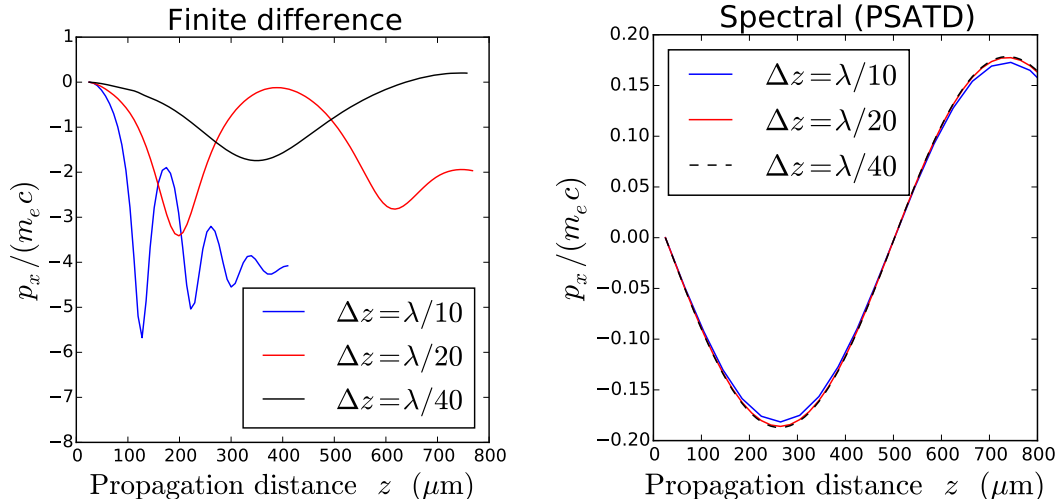 Finite difference
1
0
−1
−2
−3
−4
−5
−6
−7
−8
p_x/(m_e c)
Δz=λ/10
Δz=λ/20
Δz=λ/40
0 100 200 300 400 500 600 700 800
Propagation distance z (μm)
Spectral (PSATD)
0.20
0.15
0.10
0.05
0.00
−0.05
−0.10
−0.15
−0.20
p_x/(m_e c)
Δz=λ/10
Δz=λ/20
Δz=λ/40
0 100 200 300 400 500 600 700 800
Propagation distance z (μm)